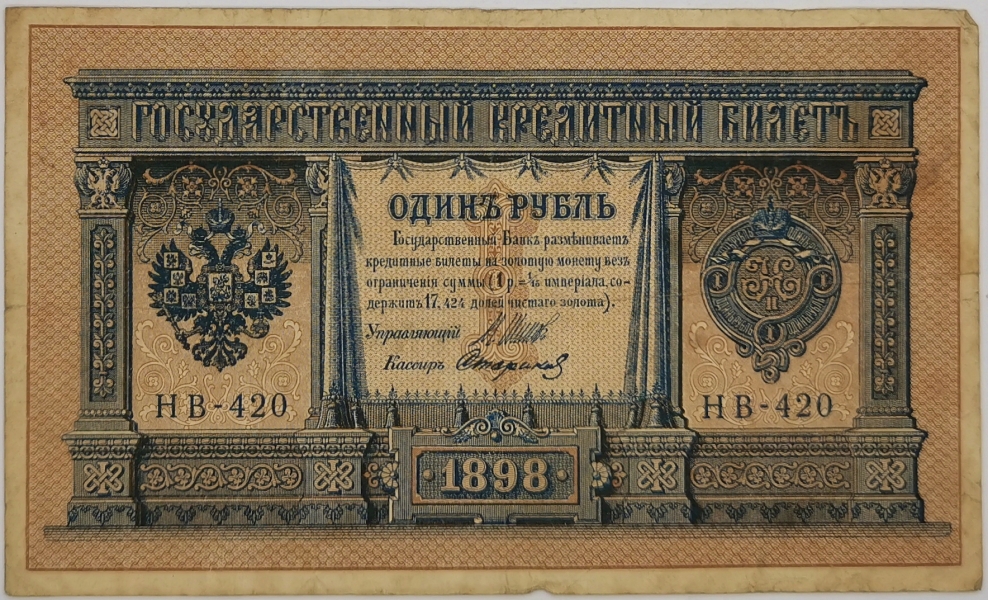 ГОСУДАРСТВЕННЫЙ КРЕДИТНЫЙ БИЛЕТЪ
ОДИНЪ РУБЛЬ
Государственный Банкъ размѣниваетъ
кредитные билеты на золотую монету безъ
ограниченія суммы (1 р. = 1/15 имперіала, со-
держитъ 17,424 долей чистаго золота).
Управляющій
Кассиръ
НВ-420
НВ-420
1898